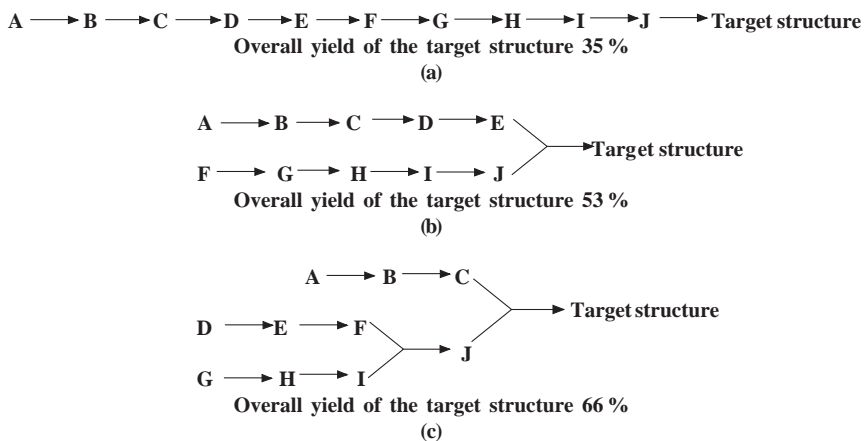 A B C D E F G H I J Target structure
Overall yield of the target structure 35 %
(a)
A B C D E
Target structure
F G H I J
Overall yield of the target structure 53 %
(b)
A B C
Target structure
D E F
J
G H I
Overall yield of the target structure 66 %
(c)